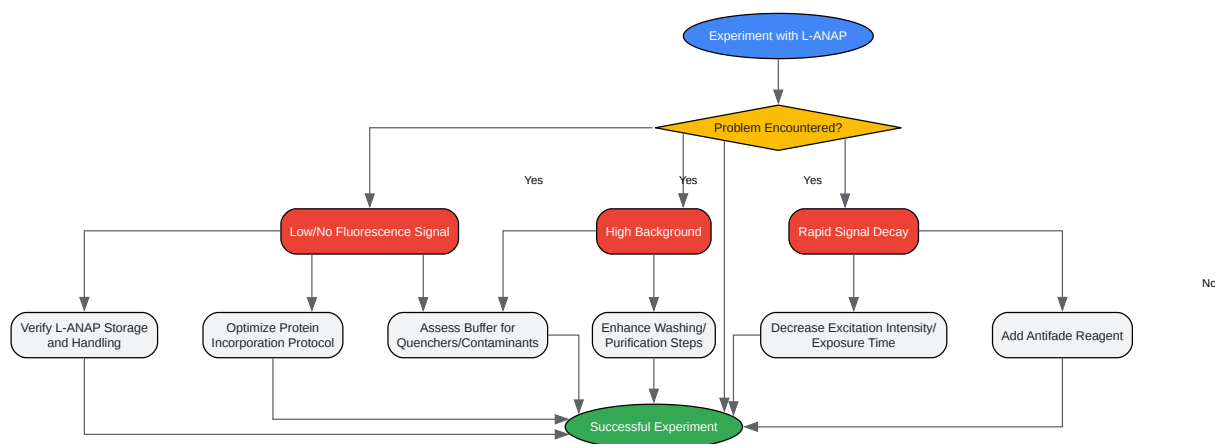 Experiment with L-ANAP
Problem Encountered?
Yes
Yes
Yes
Low/No Fluorescence Signal
High Background
Rapid Signal Decay
No
Verify L-ANAP Storage
and Handling
Optimize Protein
Incorporation Protocol
Assess Buffer for
Quenchers/Contaminants
Enhance Washing/
Purification Steps
Decrease Excitation Intensity/
Exposure Time
Add Antifade Reagent
Successful Experiment